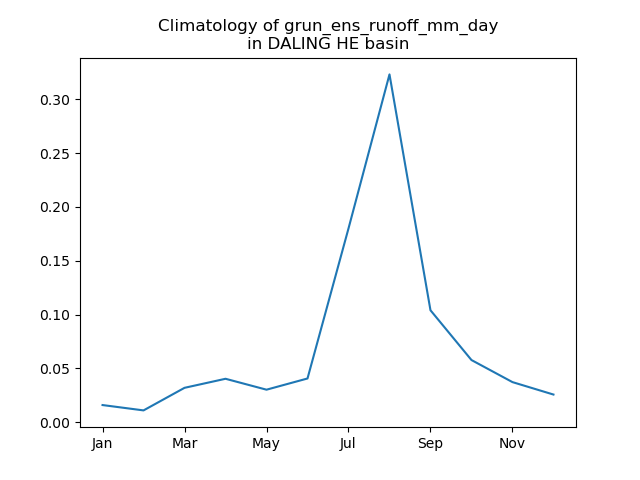 Climatology of grun_ens_runoff_mm_day
in DALING HE basin
0.30
0.25
0.20
0.15
0.10
0.05
0.00
Jan Mar May Jul Sep Nov